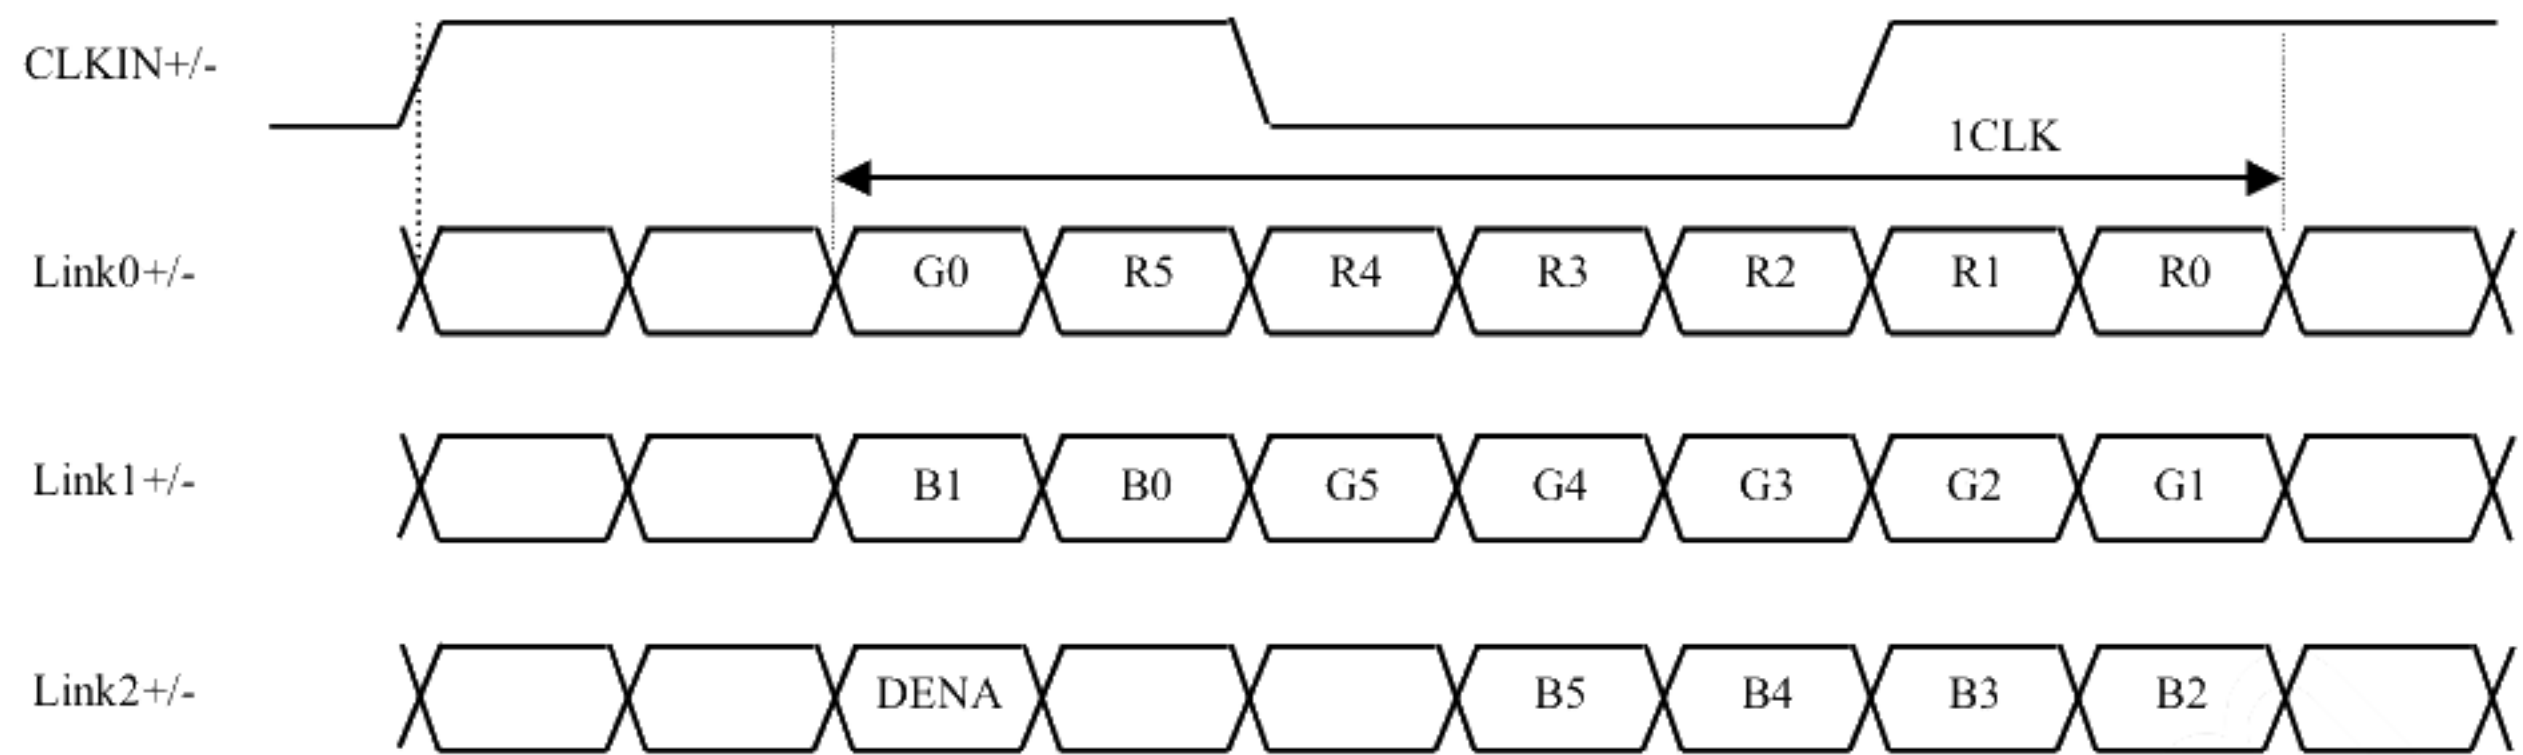 CLKIN+/-
1CLK
Link0+/- G0 R5 R4 R3 R2 R1 R0
Link1+/- B1 B0 G5 G4 G3 G2 G1
Link2+/- DENA B5 B4 B3 B2